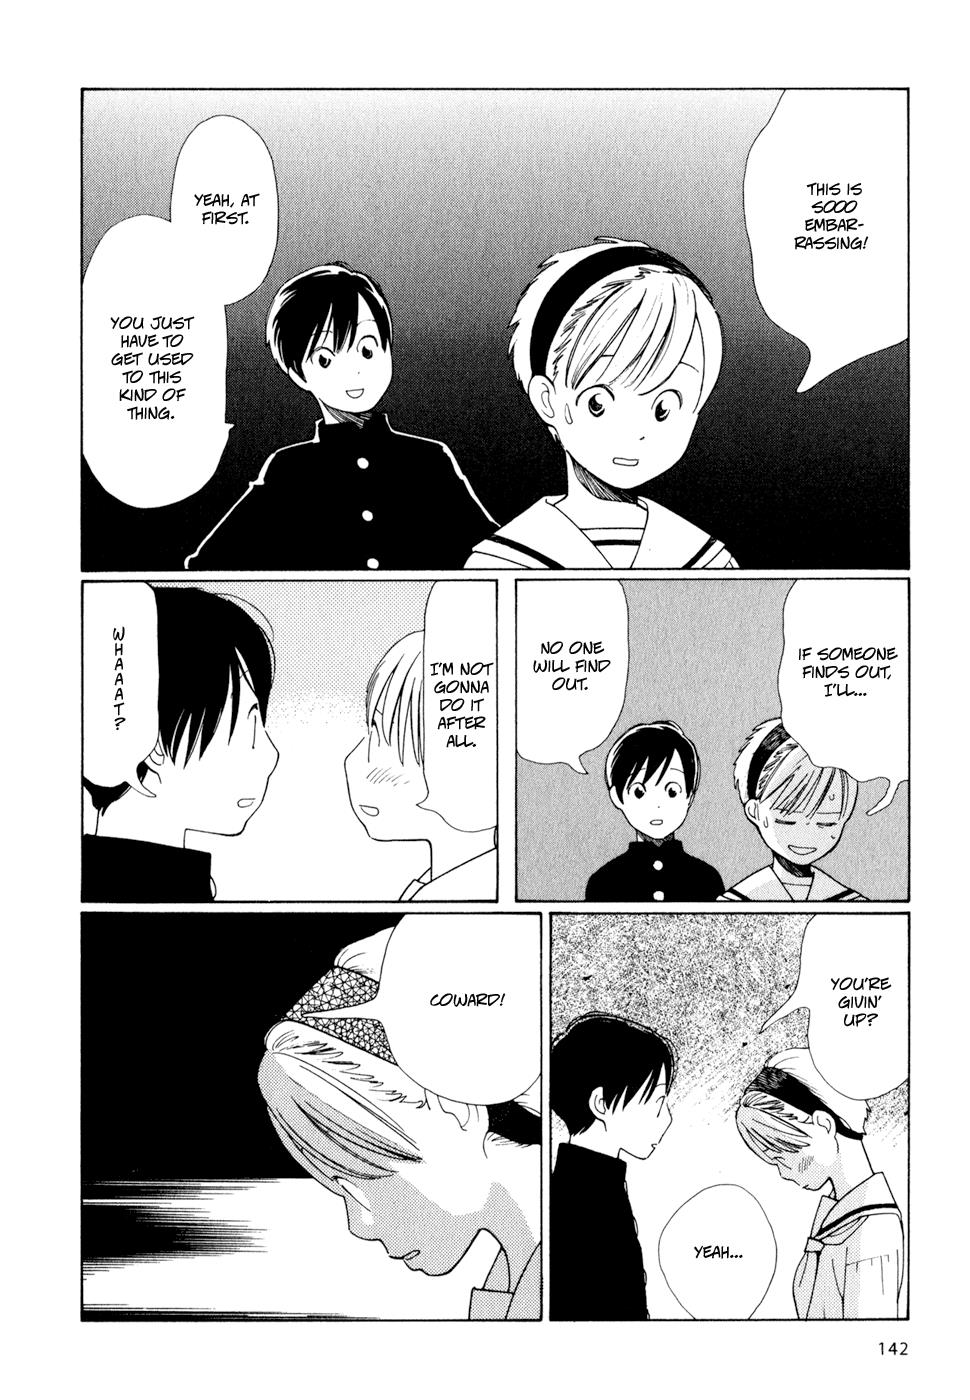 THIS IS
SOOO
EMBAR-
RASSING!
YEAH, AT
FIRST.
YOU JUST
HAVE TO
GET USED
TO THIS
KIND OF
THING.
IF SOMEONE
FINDS OUT,
I'LL...
NO ONE
WILL FIND
OUT.
I'M NOT
GONNA
DO IT
AFTER
ALL.
WHAAAT?
YOU'RE
GIVIN'
UP?
YEAH...
COWARD!
142